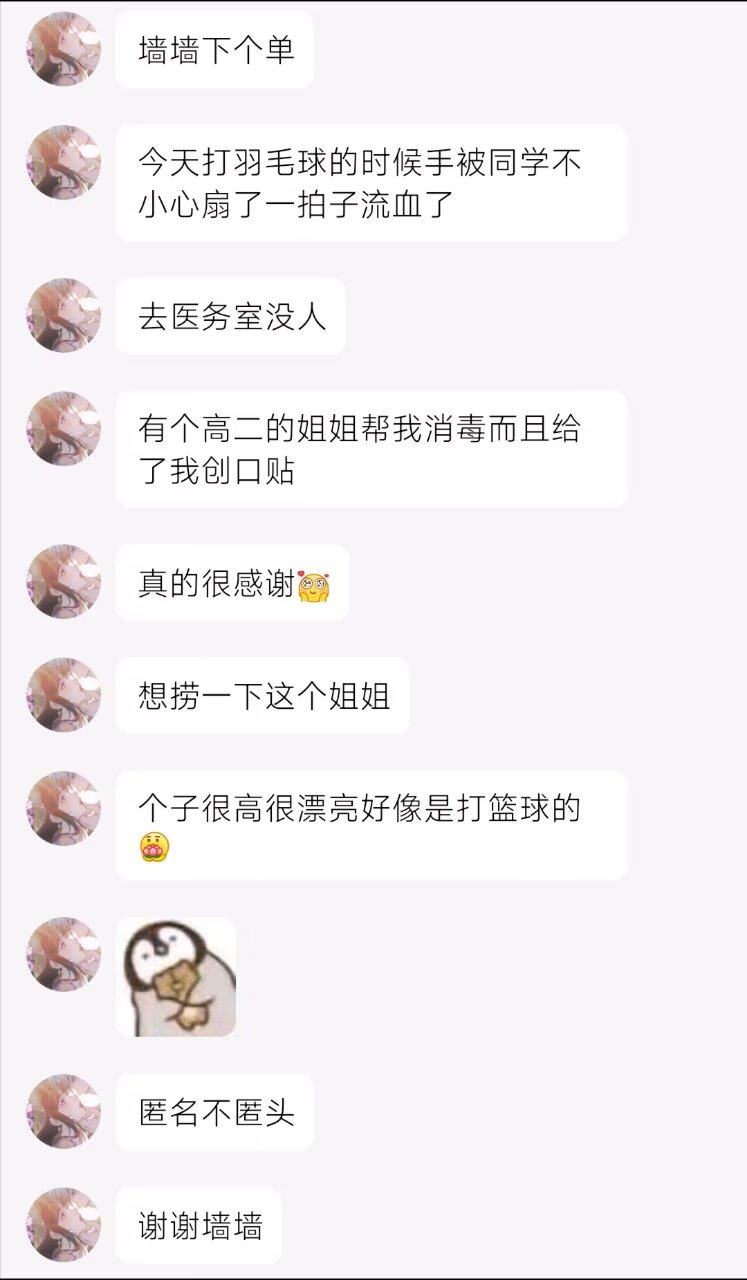 墙墙下个单
今天打羽毛球的时候手被同学不
小心扇了一拍子流血了
去医务室没人
有个高二的姐姐帮我消毒而且给
了我创口贴
真的很感谢
想捞一下这个姐姐
个子很高很漂亮好像是打篮球的
匿名不匿头
谢谢墙墙